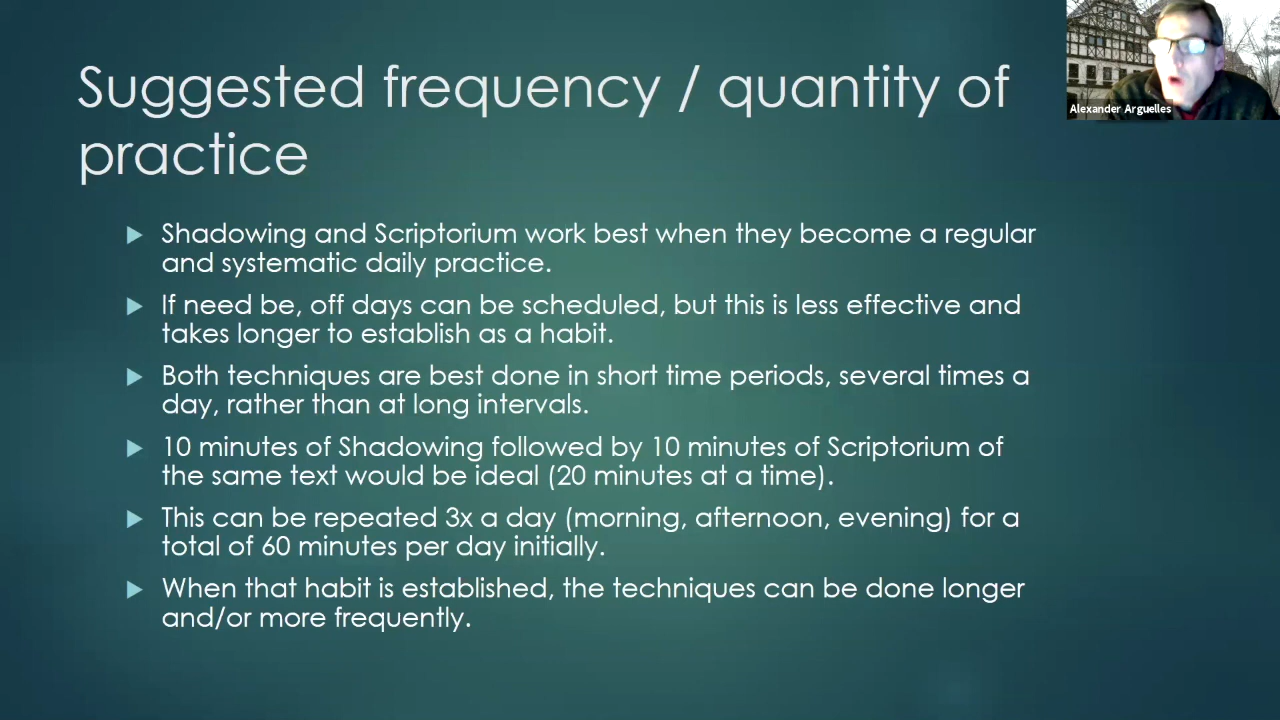 Suggested frequency / quantity of
practice
Alexander Arguelles
Shadowing and Scriptorium work best when they become a regular
and systematic daily practice.
If need be, off days can be scheduled, but this is less effective and
takes longer to establish as a habit.
Both techniques are best done in short time periods, several times a
day, rather than at long intervals.
10 minutes of Shadowing followed by 10 minutes of Scriptorium of
the same text would be ideal (20 minutes at a time).
This can be repeated 3x a day (morning, afternoon, evening) for a
total of 60 minutes per day initially.
When that habit is established, the techniques can be done longer
and/or more frequently.